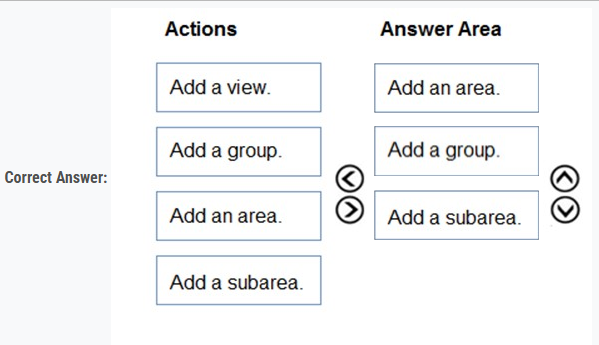 Actions
Answer Area
Add a view.
Add an area.
Add a group.
Add a group.
Correct Answer:
Add an area.
Add a subarea.
Add a subarea.